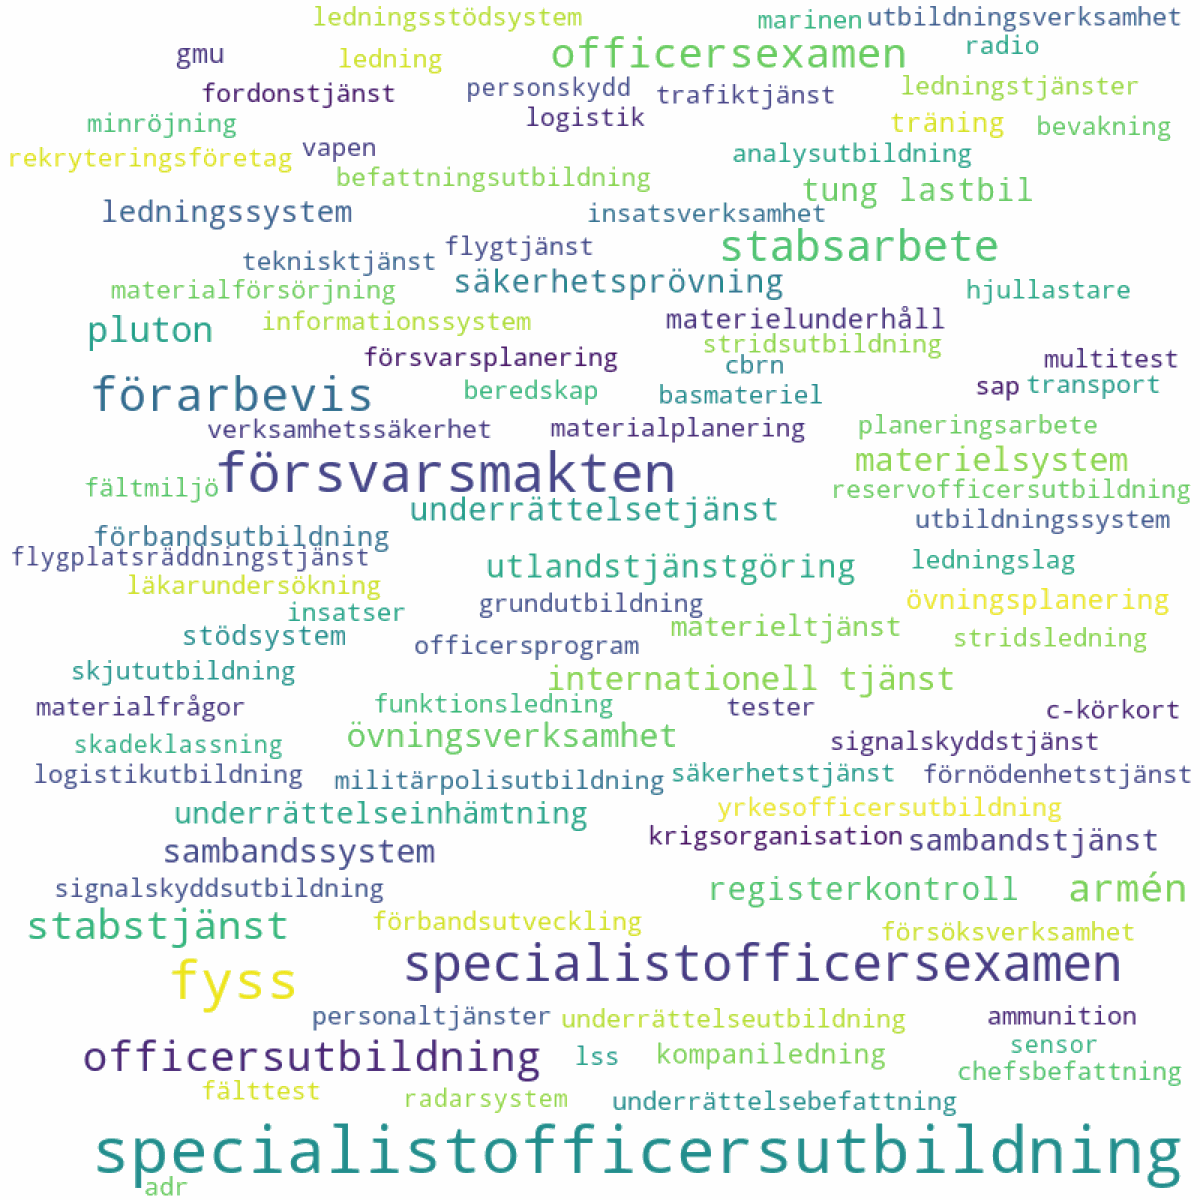 ledningsstödsystem
marinen utbildningsverksamhet
gmu ledning officersexamen radio
fordonstjänst personskydd trafiktjänst ledningstjänster
minröjning logistik träning bevakning
rekryteringsföretag vapen analysutbildning
befattningsutbildning tung lastbil
ledningssystem insatsverksamhet
tekniskttjänst flygtjänst stabsarbete
materialförsörjning säkerhetsprövning hjullastare
pluton informationssystem materielunderhåll
stridsutbildning
försvarsplanering cbrn multitest
förarbevis beredskap basmateriel sap transport
verksamhetssäkerhet materialplanering planeringsarbete
fältmiljö försvarsmakten materielsystem
reservofficersutbildning
underrättelsetjänst utbildningssystem
förbandsutbildning
flygplatsräddningstjänst utlandstjänstgöring ledningslag
läkarundersökning
insatser grundutbildning övningsplanering
stödsystem officersprogram materieltjänst stridsledning
skjututbildning internationell tjänst
materialfrågor funktionsledning tester c-körkort
skadeklassning övningsverksamhet signalskyddstjänst
logistikutbildning militärpolisutbildning säkerhetstjänst förnödenhetstjänst
underrättelseinhämtning yrkesofficersutbildning
sambandssystem krigsorganisation sambandstjänst
signalskyddsutbildning registerkontroll armén
stabstjänst förbandsutveckling försöksverksamhet
fyss specialistofficersexamen
personaltjänster underrättelseutbildning ammunition
officersutbildning lss kompaniledning sensor
chefsbefattning
fälttest radarsystem underrättelsebefattning
specialistofficersutbildning
adr